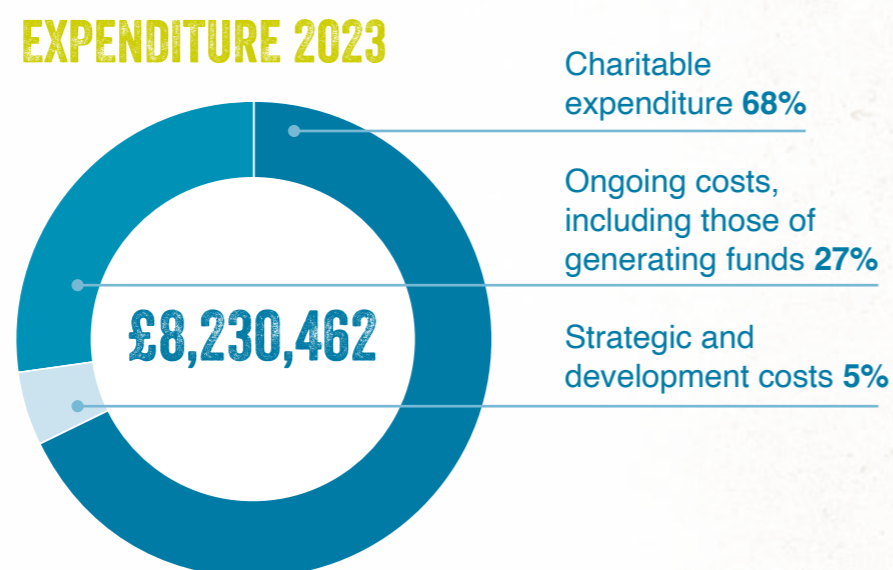 EXPENDITURE 2023
Charitable
expenditure 68%
Ongoing costs,
including those of
generating funds 27%
£8,230,462
Strategic and
development costs 5%